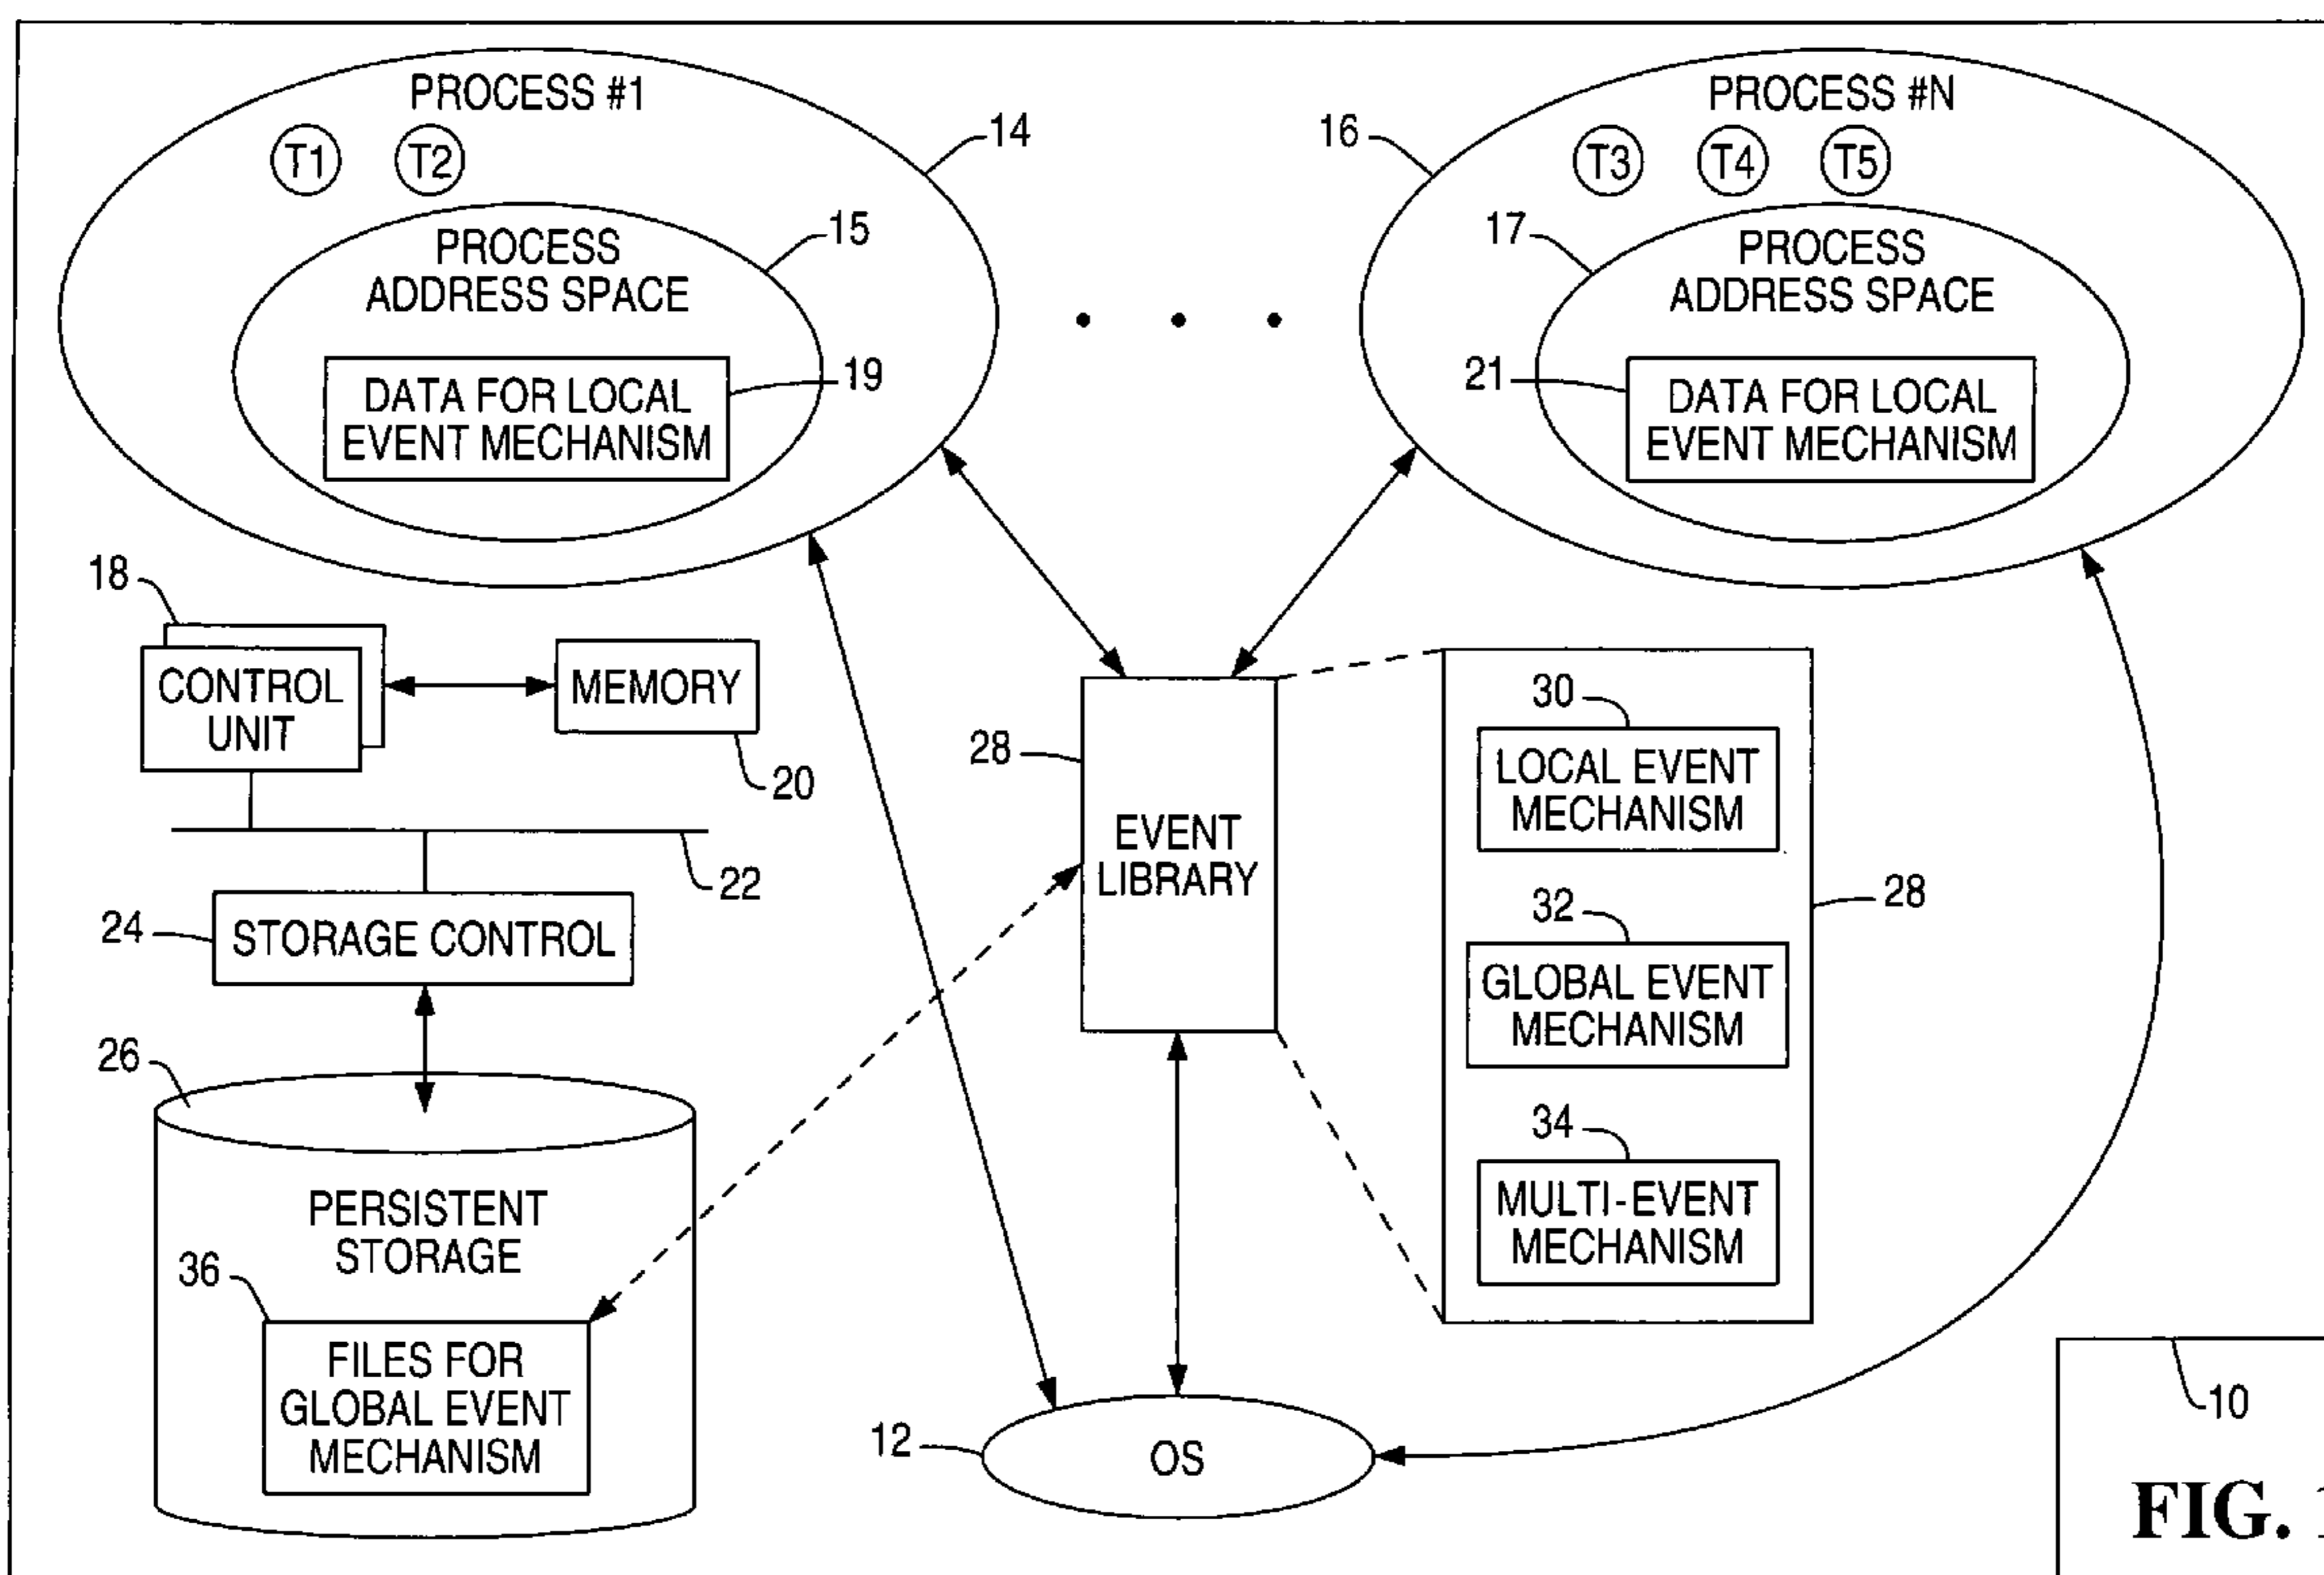 PROCESS #1
T1
T2
14
PROCESS
ADDRESS SPACE
15
DATA FOR LOCAL
EVENT MECHANISM
19
PROCESS #N
16
T3
T4
T5
17
PROCESS
ADDRESS SPACE
21
DATA FOR LOCAL
EVENT MECHANISM
18
CONTROL
UNIT
MEMORY
20
22
24
STORAGE CONTROL
26
PERSISTENT
STORAGE
36
FILES FOR
GLOBAL EVENT
MECHANISM
28
EVENT
LIBRARY
30
LOCAL EVENT
MECHANISM
32
GLOBAL EVENT
MECHANISM
28
34
MULTI-EVENT
MECHANISM
12
OS
10
FIG.